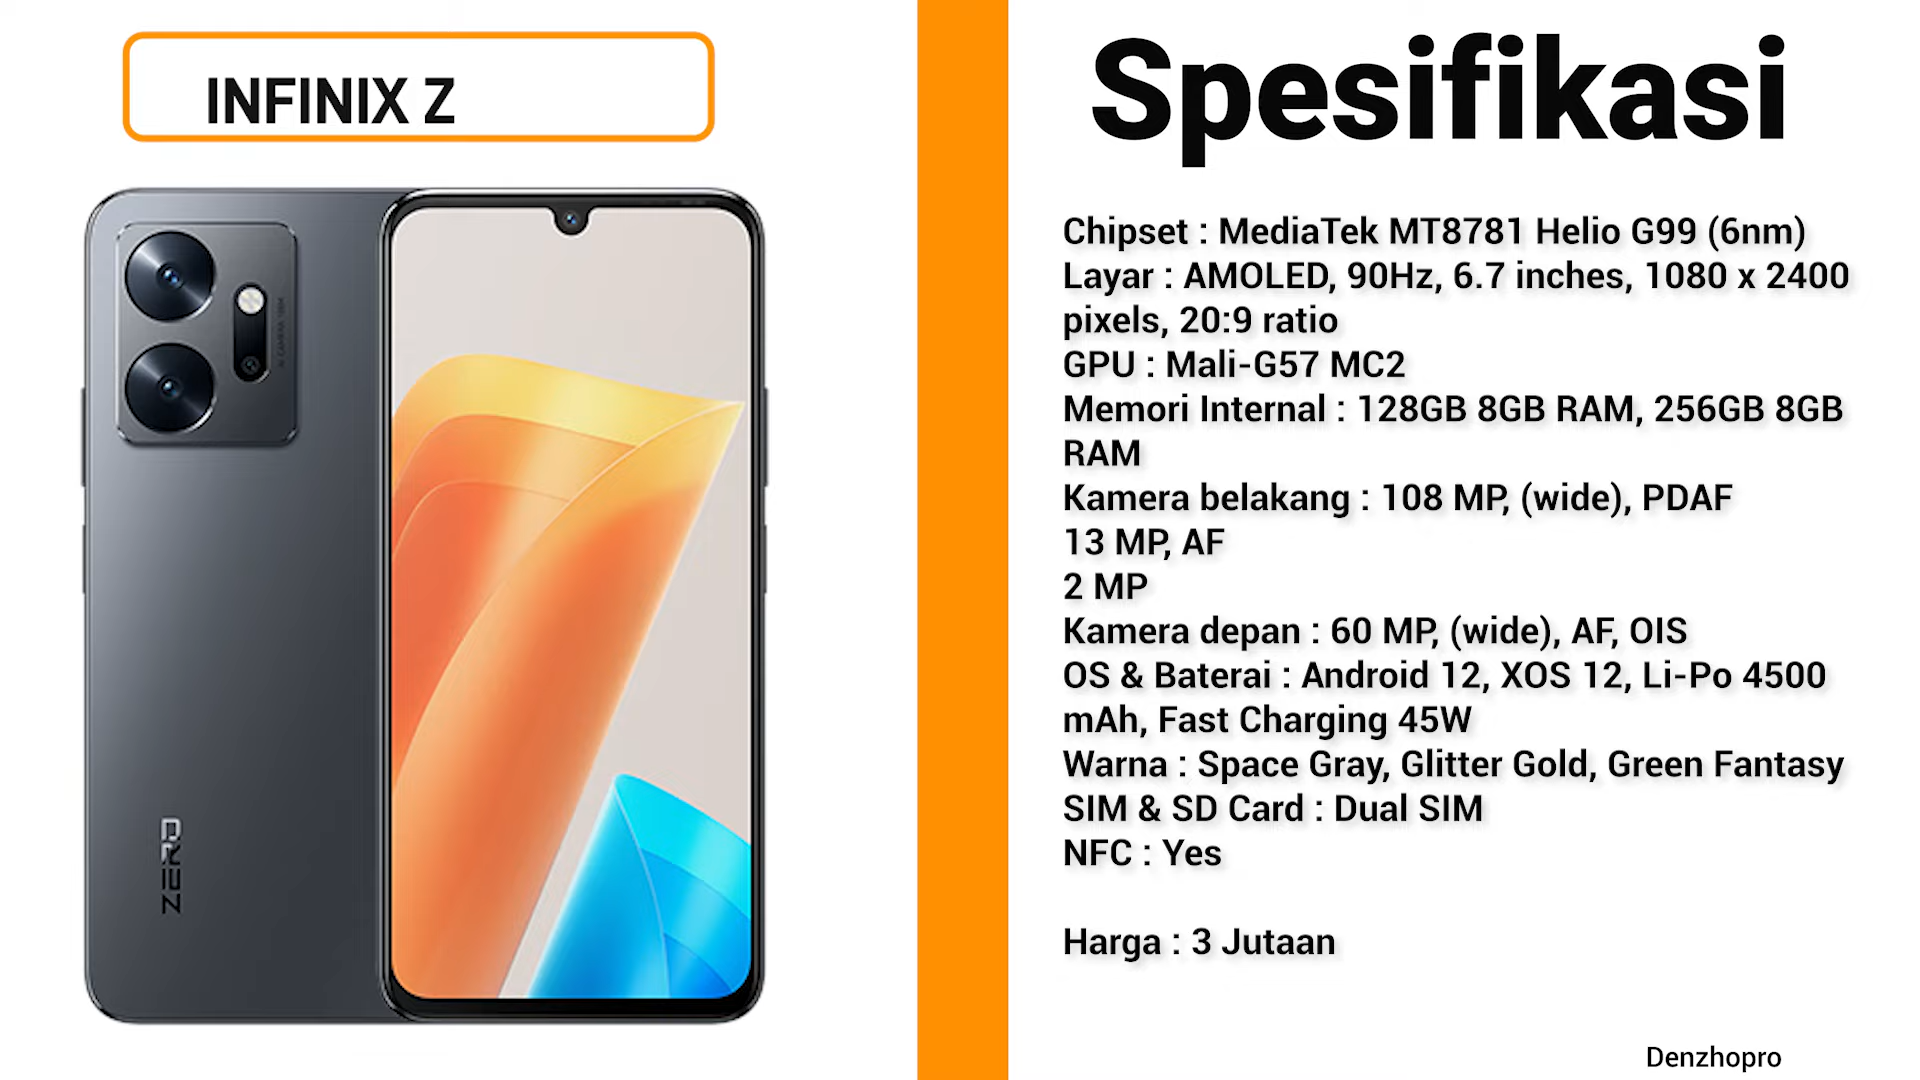 INFINIX Z
Spesifikasi
Chipset : MediaTek MT8781 Helio G99 (6nm)
Layar : AMOLED, 90Hz, 6.7 inches, 1080 x 2400
pixels, 20:9 ratio
GPU : Mali-G57 MC2
Memori Internal : 128GB 8GB RAM, 256GB 8GB
RAM
Kamera belakang : 108 MP, (wide), PDAF
13 MP, AF
2 MP
Kamera depan : 60 MP, (wide), AF, OIS
OS & Baterai : Android 12, XOS 12, Li-Po 4500
mAh, Fast Charging 45W
Warna : Space Gray, Glitter Gold, Green Fantasy
SIM & SD Card : Dual SIM
NFC : Yes
Harga : 3 Jutaan
ZERO
Denzhopro